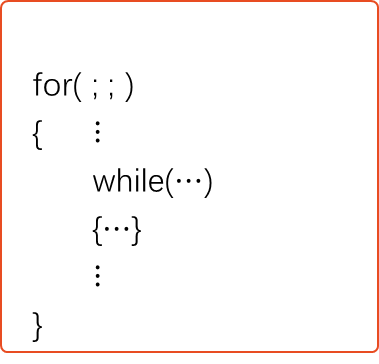 for( ; ; )
{ ⋮
while(⋯)
{⋯}
⋮
}